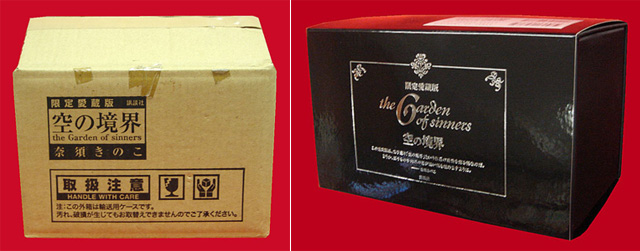 限定愛蔵版 講談社
空の境界
the Garden of sinners
奈須きのこ
取扱注意
HANDLE WITH CARE
注:この外箱は輸送用ケースです。
汚れ、破損が生じてもお取替えできませんのでご了承ください。
限定愛蔵版
the Garden
of sinners
空の境界
講談社